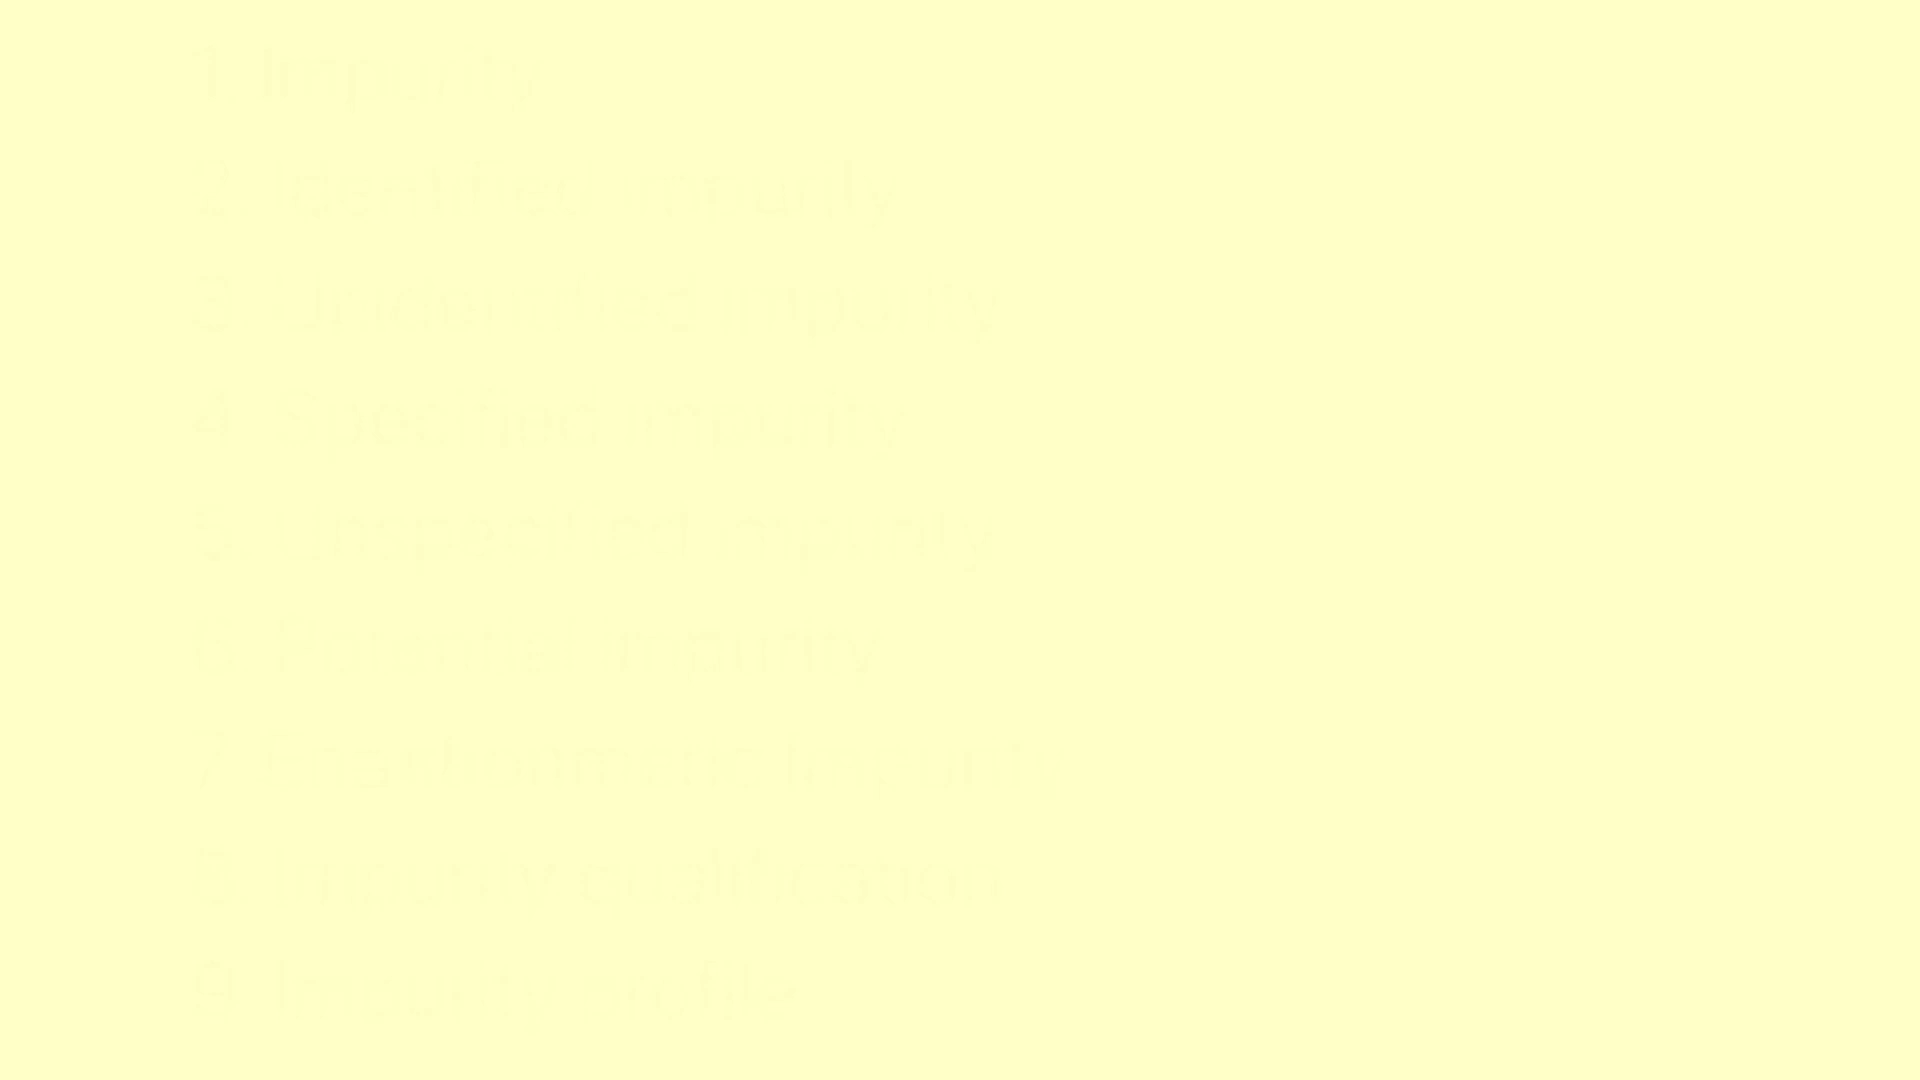 1. Impurity
2. Identified impurity
3. Unidentified impurity
4. Specified impurity
5. Unspecified impurity
6. Potential impurity
7. Enantiomeric Impurity
8. Impurity qualification
9. Impurity profile